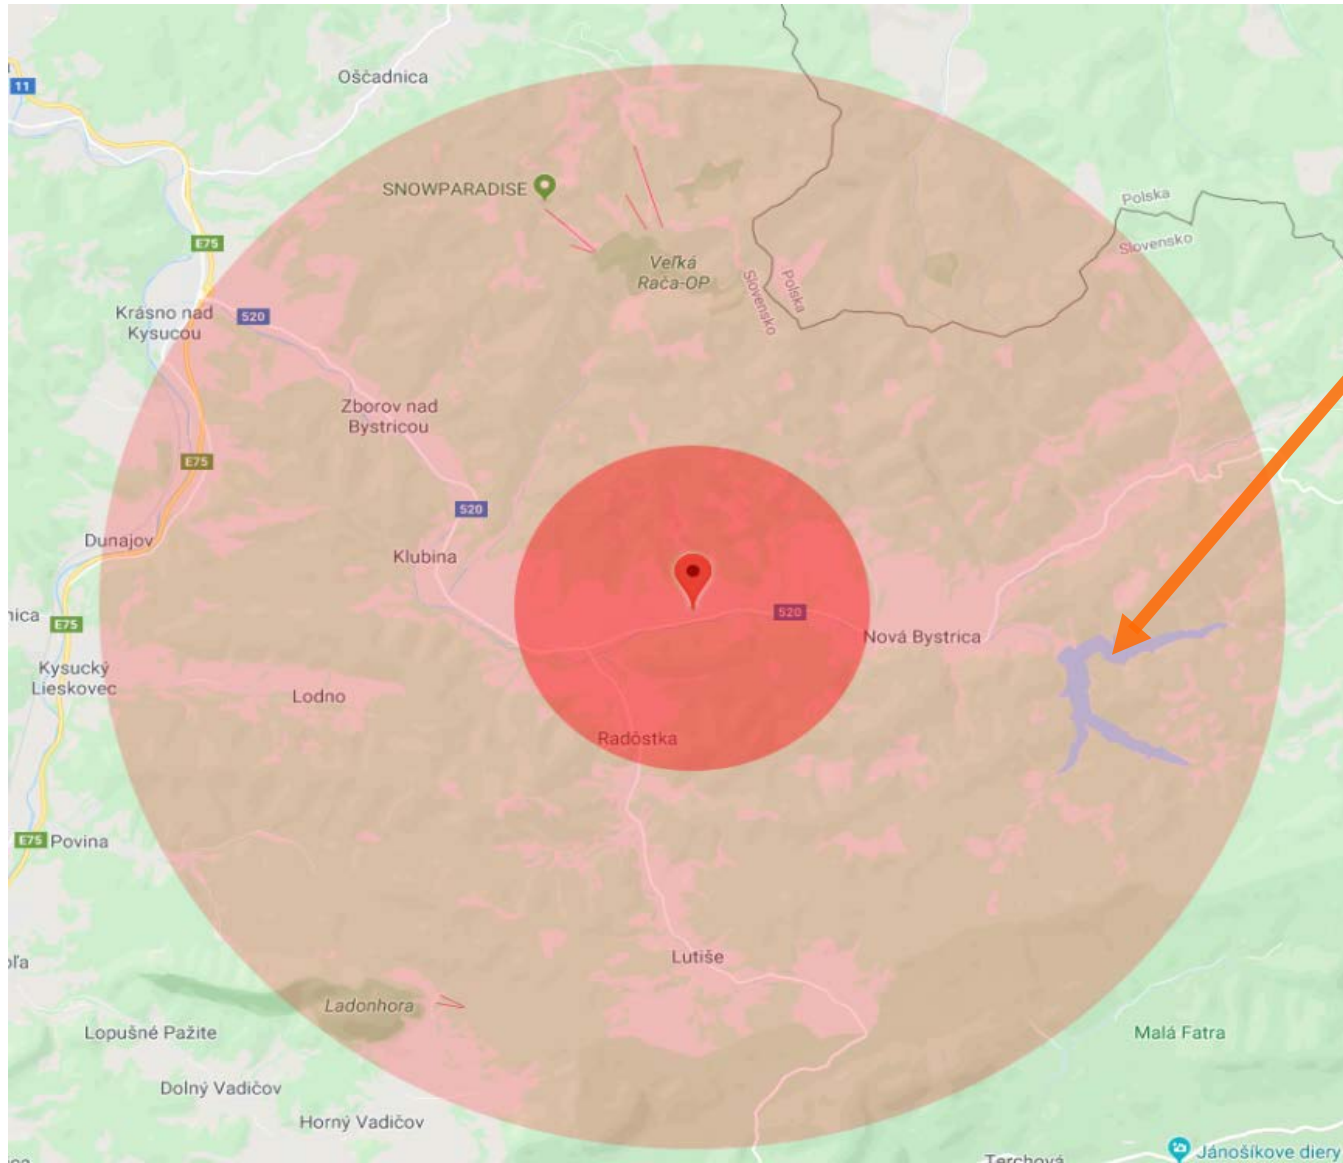 Oščadnica
11
SNOWPARADISE
Polska
Slovensko
E75
Veľká
Rača-OP
Slovensko
Polska
Krásno nad
Kysucou
520
Zborov nad
Bystricou
E75
520
Dunajov
Klubina
520
E75
Nová Bystrica
Kysucký
Lieskovec
Lodno
Radôstka
E75
Povina
Lutiše
Ladonhora
Lopušné Pažite
Malá Fatra
Dolný Vadičov
Horný Vadičov
Jánošíkove diery
Terchová